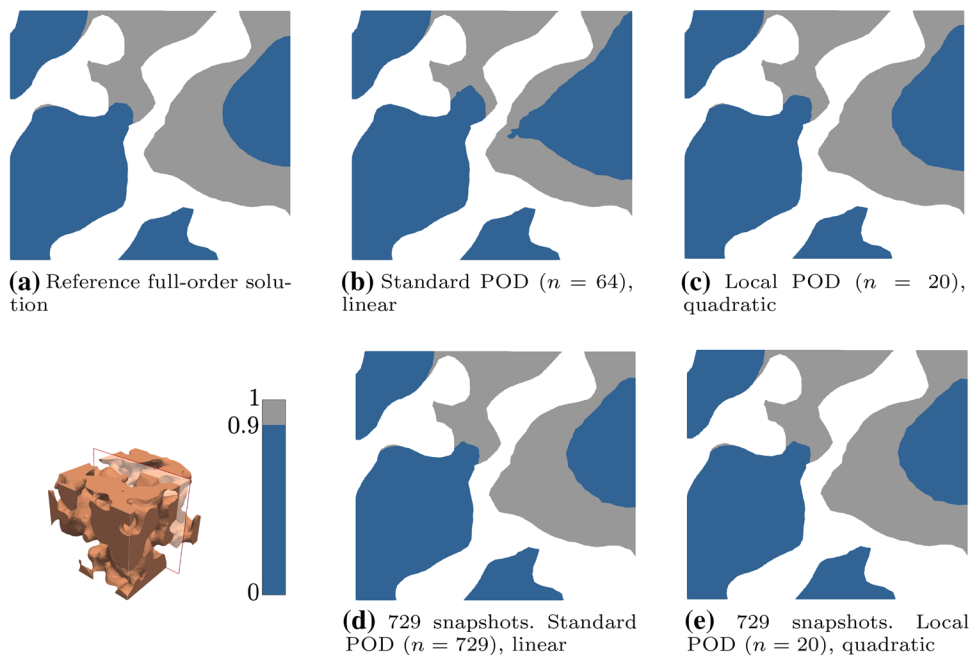 (a) Reference full-order solu-
tion
(b) Standard POD (n = 64),
linear
(c) Local POD (n = 20),
quadratic
1
0.9
0
(d) 729 snapshots. Standard
POD (n = 729), linear
(e) 729 snapshots. Local
POD (n = 20), quadratic